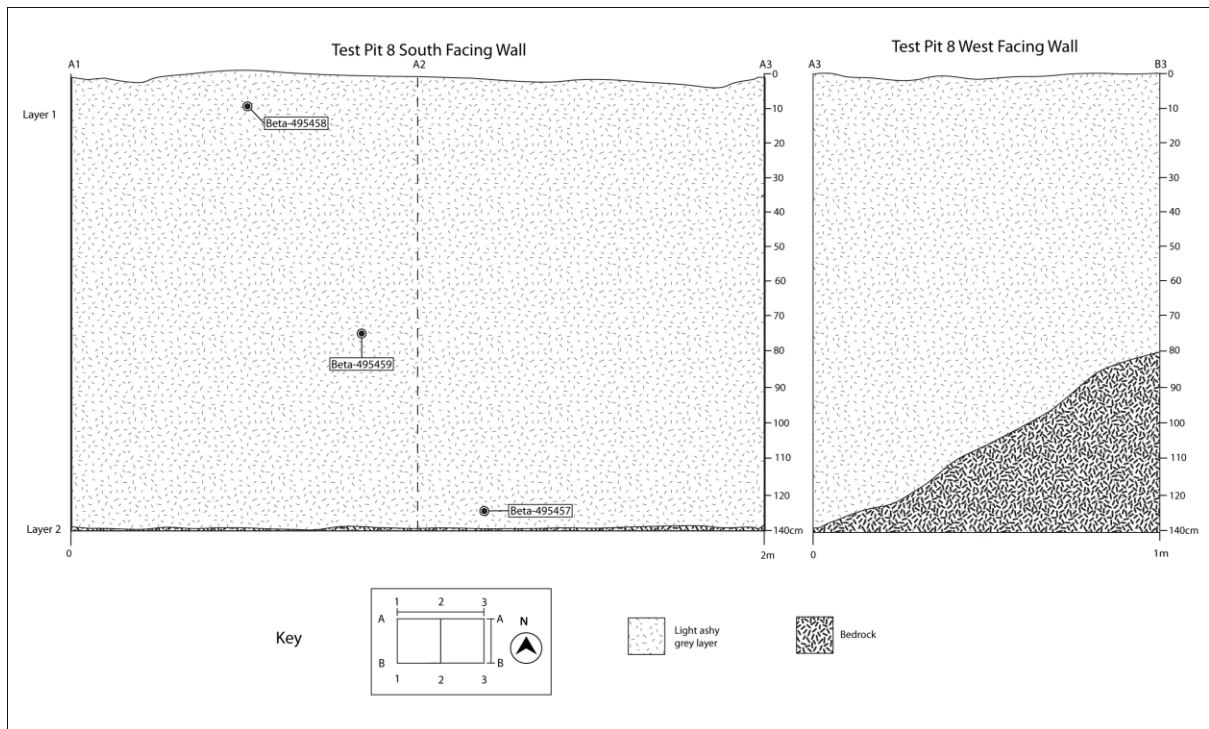 Test Pit 8 South Facing Wall
Test Pit 8 West Facing Wall
A1
A2
A3
A3
B3
Layer 1
Beta-495458
Beta-495459
Beta-495457
Layer 2
0
10
20
30
40
50
60
70
80
90
100
110
120
140cm
0
2m
0
10
20
30
40
50
60
70
80
90
100
110
120
140cm
0
1m
Key
1 2 3
A A
B B
1 2 3
N
Light ashy
grey layer
Bedrock